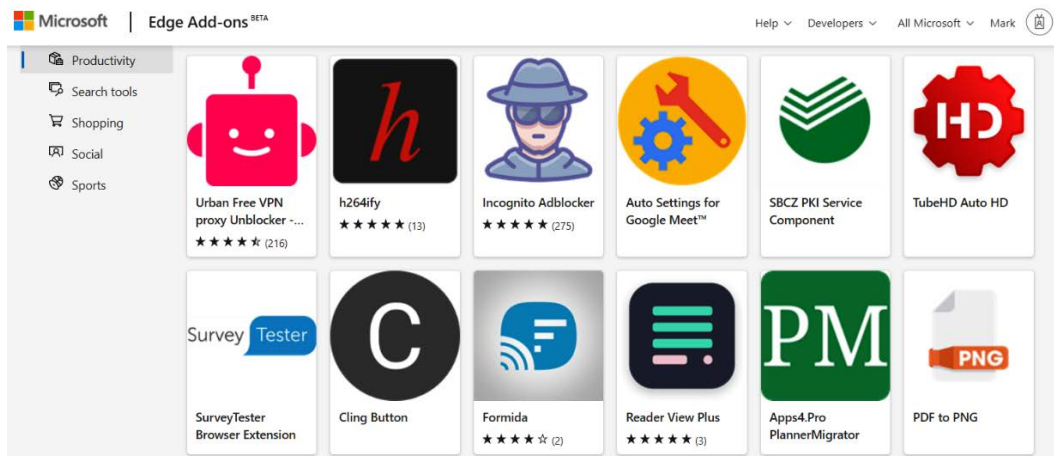 Microsoft | Edge Add-ons BETA
Help Developers All Microsoft Mark
Productivity
Search tools
Shopping
Social
Sports
h
HD
Urban Free VPN
proxy Unblocker -...
★★★★⯪ (216)
h264ify
★★★★★ (13)
Incognito Adblocker
★★★★★ (275)
Auto Settings for
Google Meet™
SBCZ PKI Service
Component
TubeHD Auto HD
Survey Tester
C
F
PM
PNG
SurveyTester
Browser Extension
Cling Button
Formida
★★★★☆ (2)
Reader View Plus
★★★★★ (3)
Apps4.Pro
PlannerMigrator
PDF to PNG